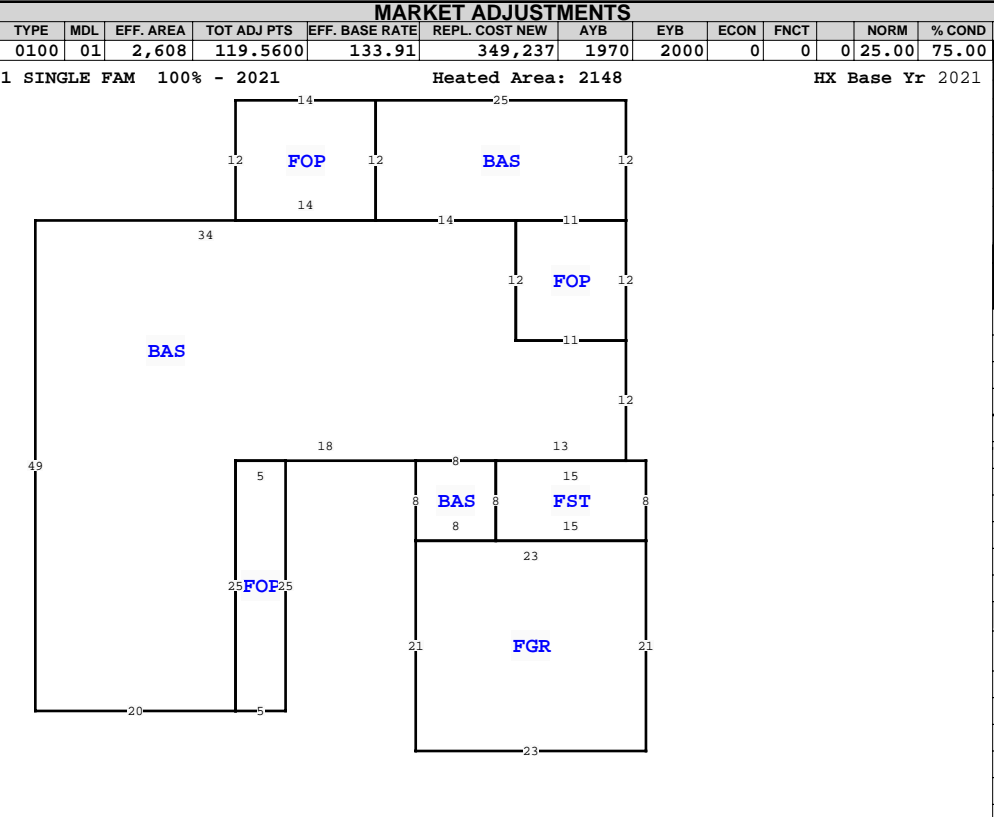 MARKET ADJUSTMENTS
TYPE MDL EFF. AREA TOT ADJ PTS EFF. BASE RATE REPL. COST NEW AYB EYB ECON FNCT NORM % COND
0100 01 2,608 119.5600 133.91 349,237 1970 2000 0 0 0 25.00 75.00
1 SINGLE FAM 100% - 2021 Heated Area: 2148 HX Base Yr 2021
14 25
12 FOP 12 BAS 12
14
14 11
34
12 FOP 12
11
BAS
12
18 13
49 8
5 15
8 BAS 8 FST 8
8 15
23
25 FOP 25
21 FGR 21
20 5
23